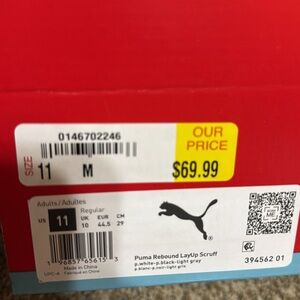 0146702246
OUR PRICE
SIZE
11 M
$69.99
Adults/Adultes
Regular
US 11 UK 10 EUR 44.5 CM 29
Made in China
Fabriqué en Chine
Puma Rebound LayUp Scruff
p.white-p.black-light gray
p.blanc-p.noir-light gris
394562 01